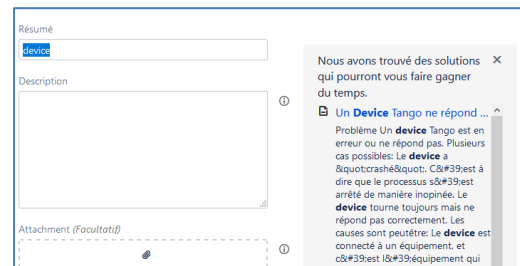 Résumé
device
Description
Attachment (Facultatif)
Nous avons trouvé des solutions
qui pourront vous faire gagner
du temps.
Un Device Tango ne répond ...
Problème Un device Tango est en
erreur ou ne répond pas. Plusieurs
cas possibles: Le device a
&quot;crashé&quot;. C&#39;est à
dire que le processus s&#39;est
arrêté de manière inopinée. Le
device tourne toujours mais ne
répond pas correctement. Les
causes sont peutêtre: Le device est
connecté à un équipement, et
c&#39;est l&#39;équipement qui